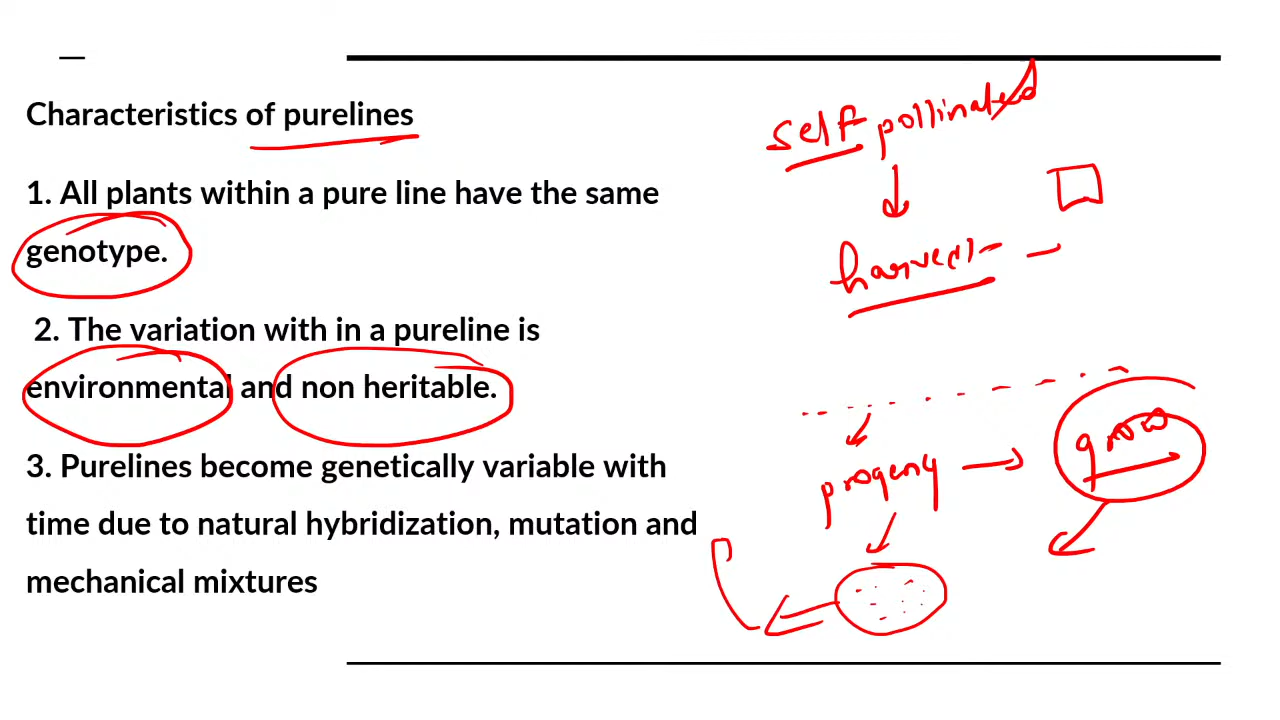 Characteristics of purelines
1. All plants within a pure line have the same
genotype.
2. The variation with in a pureline is
environmental and non heritable.
3. Purelines become genetically variable with
time due to natural hybridization, mutation and
mechanical mixtures
self pollinated
harvest
progeny
grow